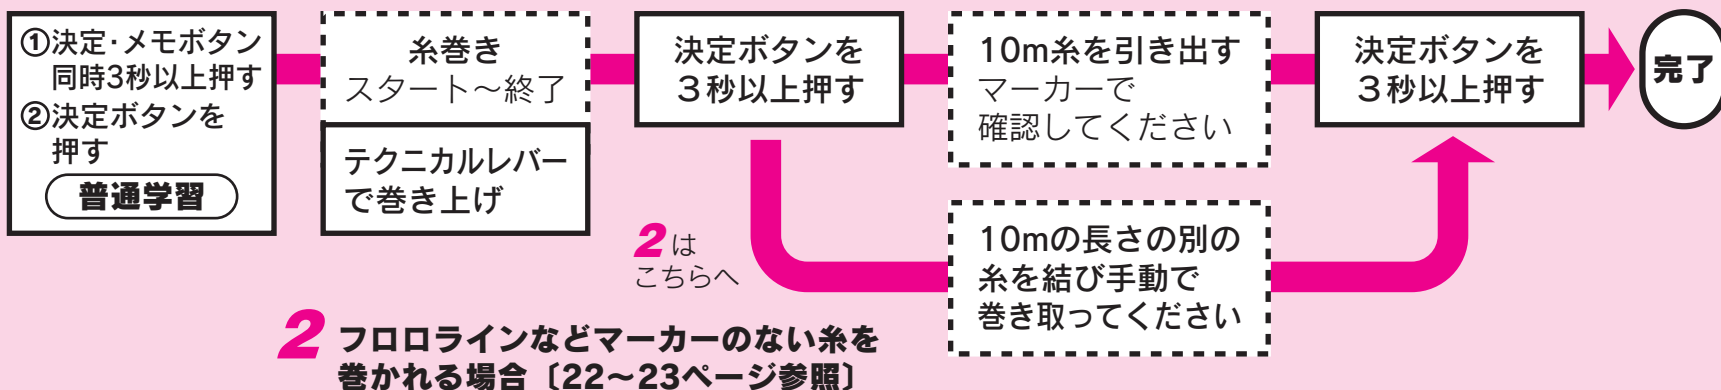 ①決定・メモボタン
同時3秒以上押す
②決定ボタンを
押す
普通学習
糸巻き
スタート～終了
テクニカルレバー
で巻き上げ
決定ボタンを
3秒以上押す
10m糸を引き出す
マーカーで
確認してください
決定ボタンを
3秒以上押す
完了
2は
こちらへ
10mの長さの別の
糸を結び手動で
巻き取ってください
2 フロロラインなどマーカーのない糸を
巻かれる場合〔22～23ページ参照〕